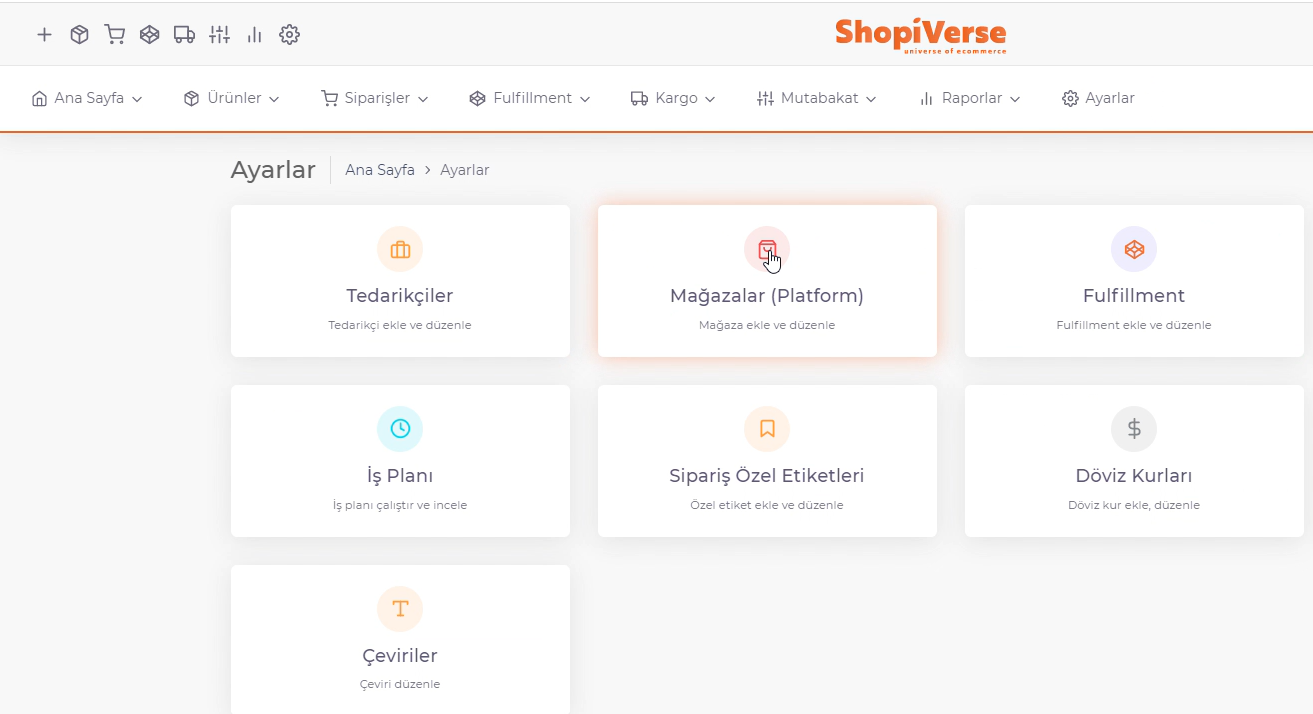 ShopiVerse
universe of ecommerce
Ana Sayfa
Ürünler
Siparişler
Fulfillment
Kargo
Mutabakat
Raporlar
Ayarlar
Ayarlar
Ana Sayfa > Ayarlar
Tedarikçiler
Tedarikçi ekle ve düzenle
Mağazalar (Platform)
Mağaza ekle ve düzenle
Fulfillment
Fulfillment ekle ve düzenle
İş Planı
İş planı çalıştır ve incele
Sipariş Özel Etiketleri
Özel etiket ekle ve düzenle
Döviz Kurları
Döviz kur ekle, düzenle
Çeviriler
Çeviri düzenle